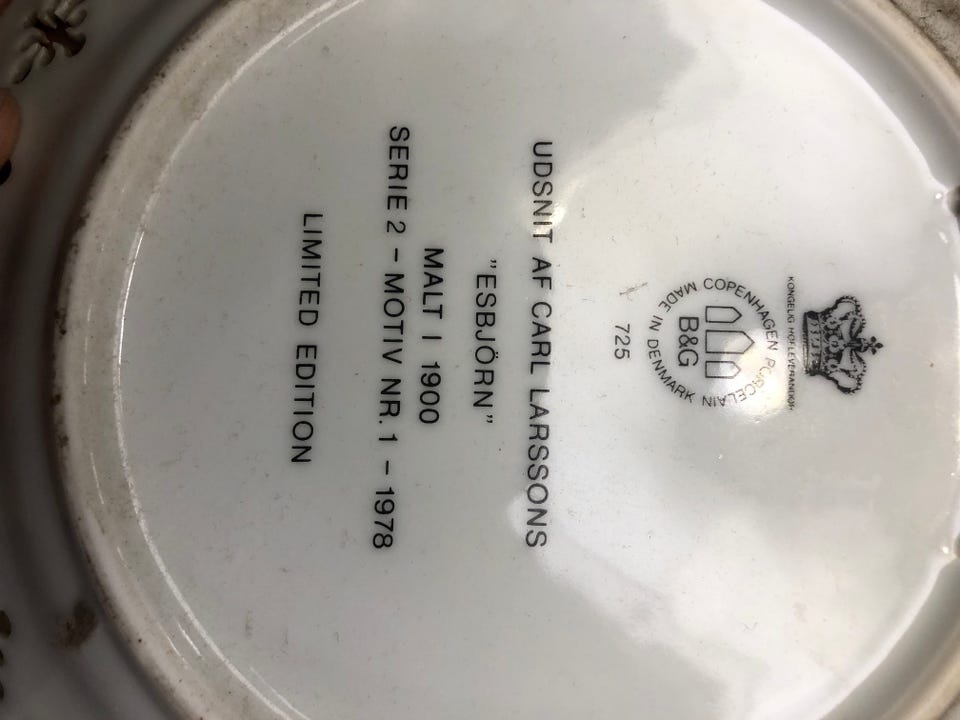 KONGELIG HOFLEVERANDØR
COPENHAGEN PORCELAIN
B&G
MADE IN DENMARK
725
UDSNIT AF CARL LARSSONS
"ESBJÖRN"
MALT I 1900
SERIE 2 - MOTIV NR. 1 - 1978
LIMITED EDITION